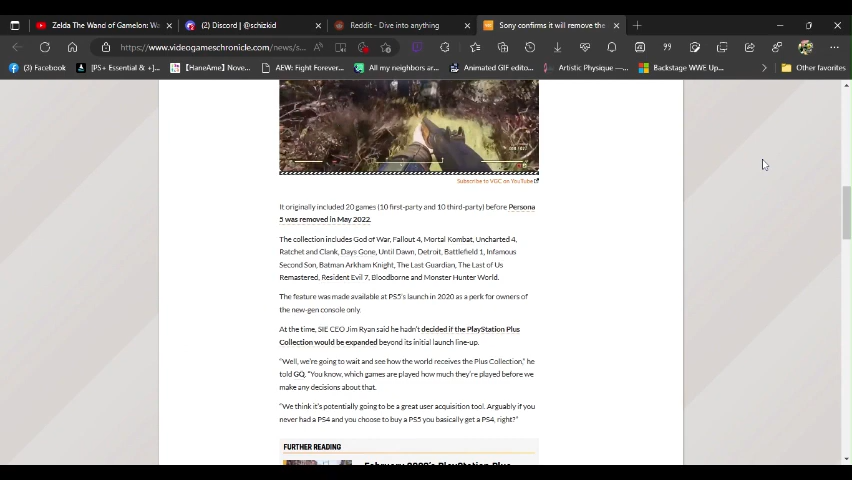 Zelda The Wand of Gamelon: Wa
(2) Discord | @schizkid
Reddit - Dive into anything
Sony confirms it will remove the
https://www.videogameschronicle.com/news/s...
(3) Facebook
[PS+ Essential &+]...
[HaneAme] Nove...
AEW: Fight Forever...
All my neighbors ar...
Animated GIF edito...
Artistic Physique —...
Backstage WWE Up...
Other favorites
Subscribe to VGC on YouTube
It originally included 20 games (10 first-party and 10 third-party) before Persona
5 was removed in May 2022.
The collection includes God of War, Fallout 4, Mortal Kombat, Uncharted 4,
Ratchet and Clank, Days Gone, Until Dawn, Detroit, Battlefield 1, Infamous
Second Son, Batman Arkham Knight, The Last Guardian, The Last of Us
Remastered, Resident Evil 7, Bloodborne and Monster Hunter World.
The feature was made available at PS5's launch in 2020 as a perk for owners of
the new-gen console only.
At the time, SIE CEO Jim Ryan said he hadn't decided if the PlayStation Plus
Collection would be expanded beyond its initial launch line-up.
“Well, we're going to wait and see how the world receives the Plus Collection,” he
told GQ. “You know, which games are played how much they're played before we
make any decisions about that.
“We think it's potentially going to be a great user acquisition tool. Arguably if you
never had a PS4 and you choose to buy a PS5 you basically get a PS4, right?”
FURTHER READING
February 2023's PlayStation Plus